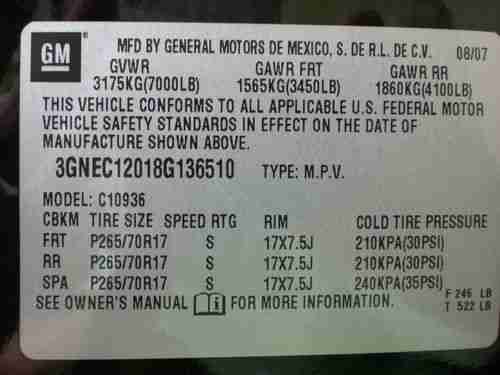 GM
MFD BY GENERAL MOTORS DE MEXICO, S. DE R.L. DE C.V. 08/07
GVWR GAWR FRT GAWR RR
3175KG(7000LB) 1565KG(3450LB) 1860KG(4100LB)
THIS VEHICLE CONFORMS TO ALL APPLICABLE U.S. FEDERAL MOTOR
VEHICLE SAFETY STANDARDS IN EFFECT ON THE DATE OF
MANUFACTURE SHOWN ABOVE.
3GNEC12018G136510 TYPE: M.P.V.
MODEL: C10936
CBKM TIRE SIZE SPEED RTG RIM COLD TIRE PRESSURE
FRT P265/70R17 S 17X7.5J 210KPA(30PSI)
RR P265/70R17 S 17X7.5J 210KPA(30PSI)
SPA P265/70R17 S 17X7.5J 240KPA(35PSI)
SEE OWNER'S MANUAL i FOR MORE INFORMATION.
F 246 LB
T 522 LB